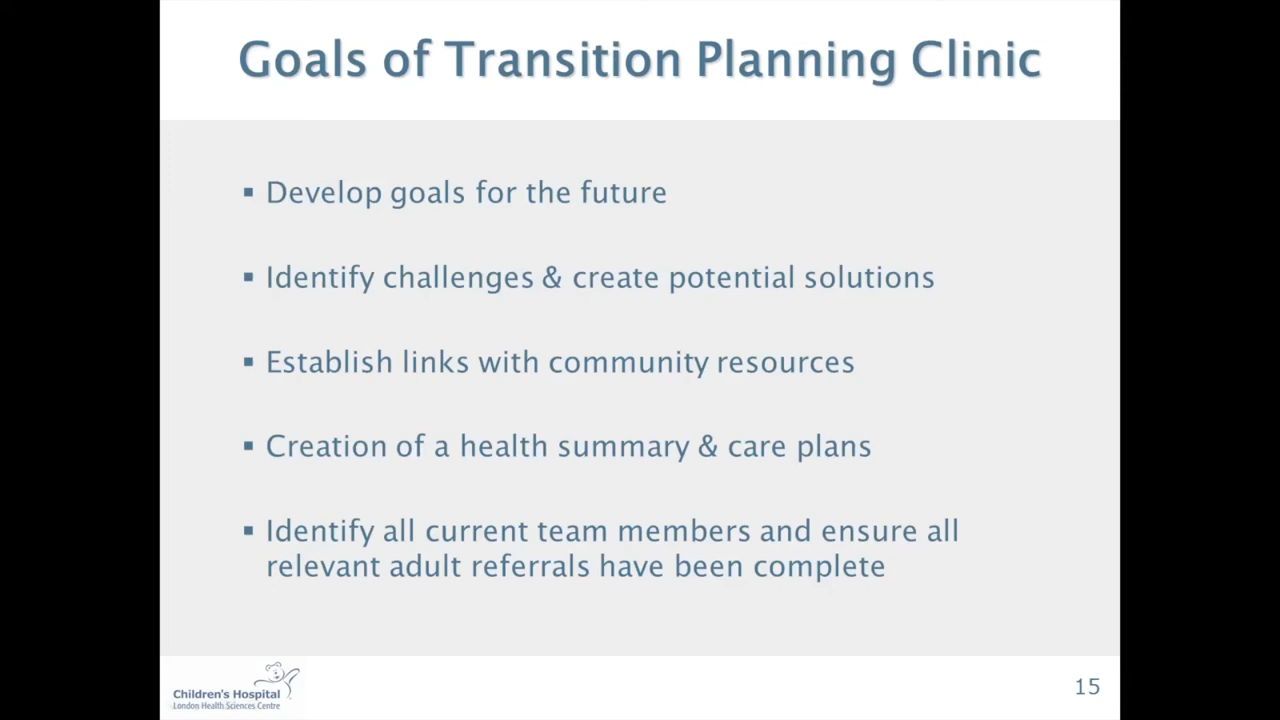 Goals of Transition Planning Clinic
▪ Develop goals for the future
▪ Identify challenges & create potential solutions
▪ Establish links with community resources
▪ Creation of a health summary & care plans
▪ Identify all current team members and ensure all
relevant adult referrals have been complete
Children's Hospital
London Health Sciences Centre
15